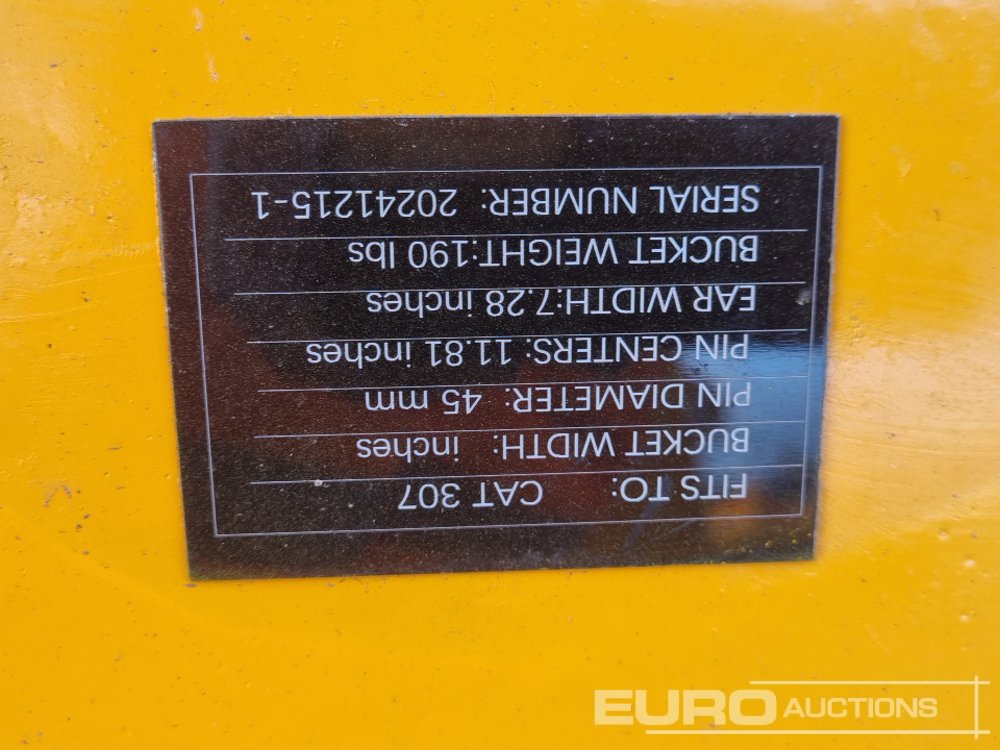 FITS TO: CAT 307
BUCKET WIDTH: inches
PIN DIAMETER: 45 mm
PIN CENTERS: 11.81 inches
EAR WIDTH:7.28 inches
BUCKET WEIGHT:190 lbs
SERIAL NUMBER: 20241215-1
EURO AUCTIONS